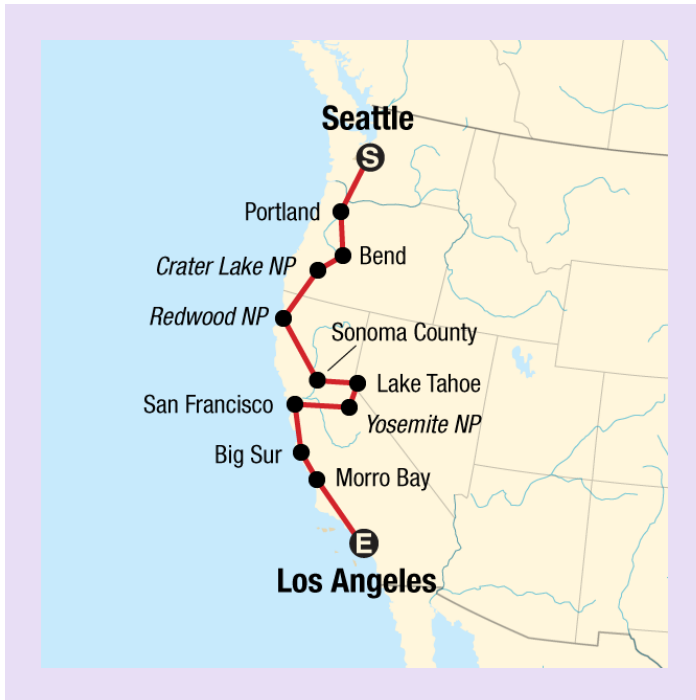 Seattle
S
Portland
Bend
Crater Lake NP
Redwood NP
Sonoma County
Lake Tahoe
San Francisco
Yosemite NP
Big Sur
Morro Bay
E
Los Angeles